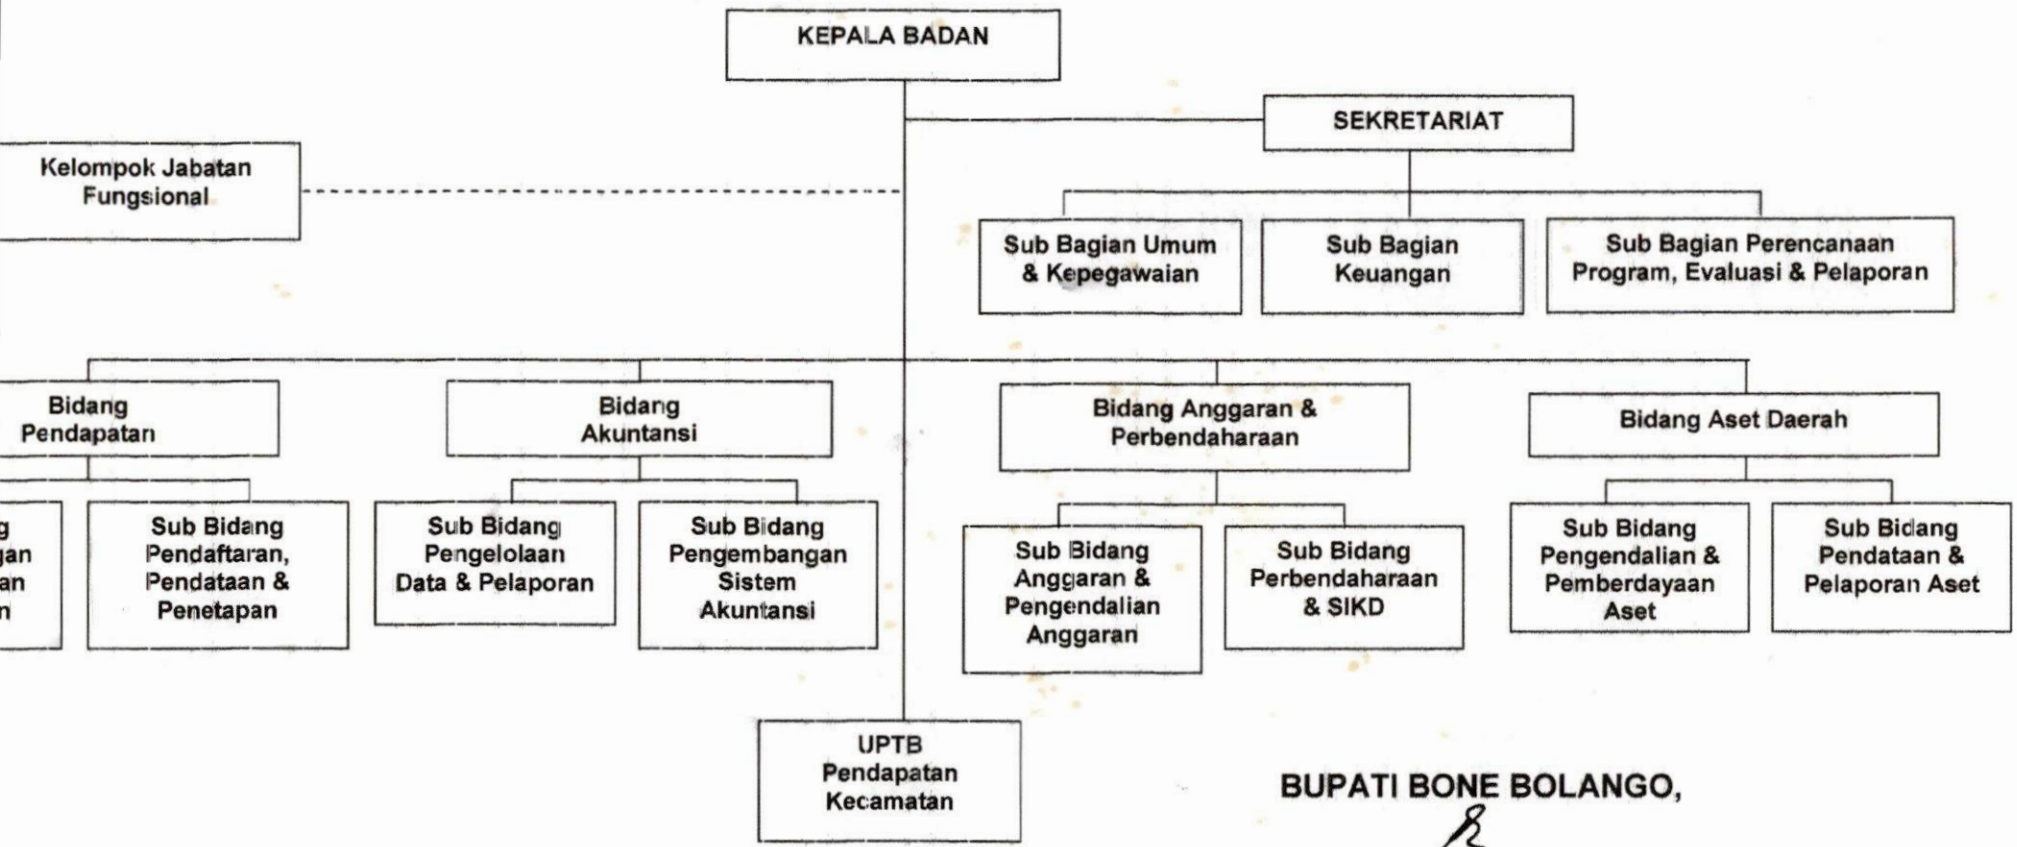 KEPALA BADAN
SEKRETARIAT
Kelompok Jabatan
Fungsional
Sub Bagian Umum
& Kepegawaian
Sub Bagian
Keuangan
Sub Bagian Perencanaan
Program, Evaluasi & Pelaporan
Bidang
Pendapatan
Bidang
Akuntansi
Bidang Anggaran &
Perbendaharaan
Bidang Aset Daerah
Sub Bidang
Pendaftaran,
Pendataan &
Penetapan
Sub Bidang
Pengelolaan
Data & Pelaporan
Sub Bidang
Pengembangan
Sistem
Akuntansi
Sub Bidang
Anggaran &
Pengendalian
Anggaran
Sub Bidang
Perbendaharaan
& SIKD
Sub Bidang
Pengendalian &
Pemberdayaan
Aset
Sub Bidang
Pendataan &
Pelaporan Aset
UPTB
Pendapatan
Kecamatan
BUPATI BONE BOLANGO,